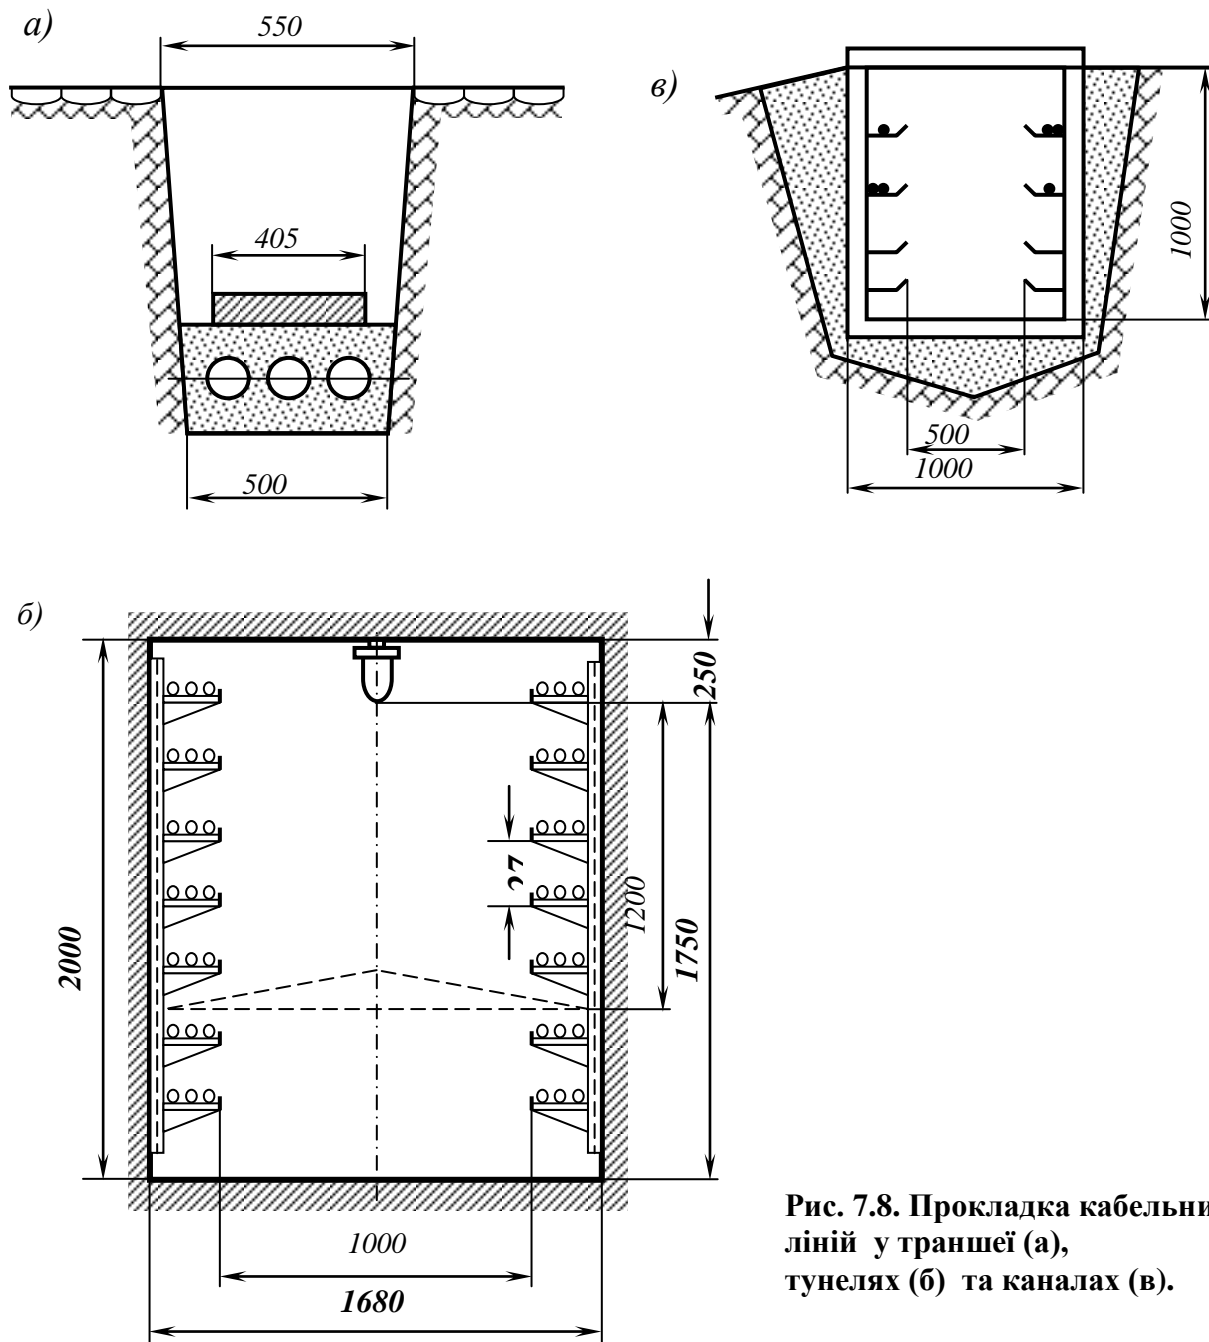 а)
550
405
500
в)
1000
500
1000
б)
250
1200
1750
2000
1000
1680
Рис. 7.8. Прокладка кабельни
ліній у траншеї (а),
тунелях (б) та каналах (в).